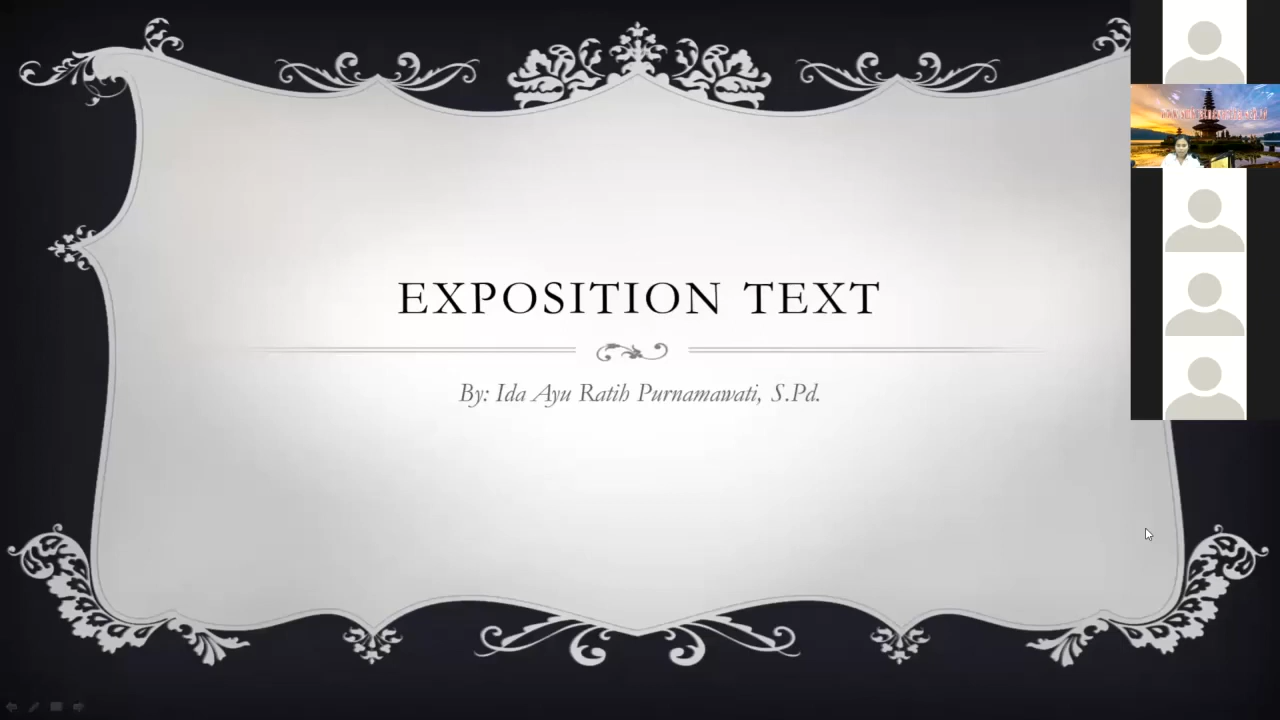 EXPOSITION TEXT
By: Ida Ayu Ratih Purnamawati, S.Pd.